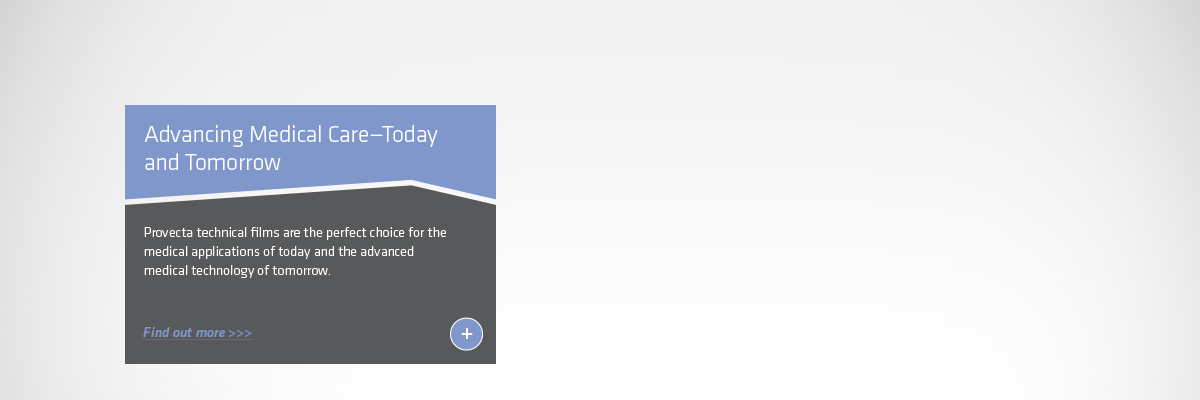 Advancing Medical Care–Today
and Tomorrow
Provecta technical films are the perfect choice for the
medical applications of today and the advanced
medical technology of tomorrow.
Find out more >>>
+